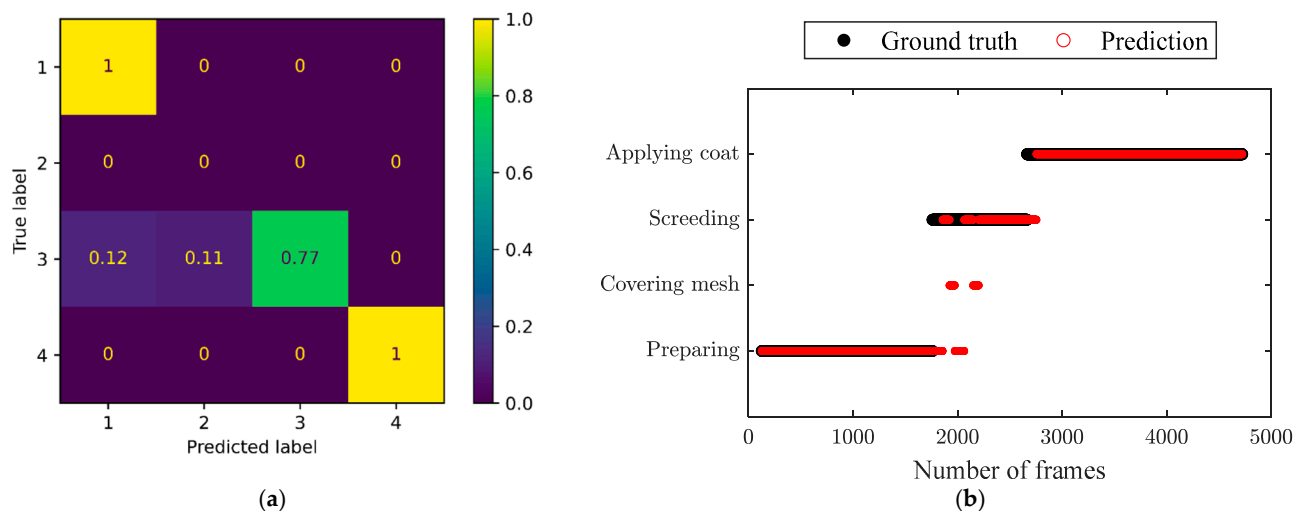 1 0 0 0
0 0 0 0
0.12 0.11 0.77 0
0 0 0 1
1
2
3
4
True label
1 2 3 4
Predicted label
1.0
0.8
0.6
0.4
0.2
0.0
(a)
Ground truth Prediction
Applying coat
Screeding
Covering mesh
Preparing
0 1000 2000 3000 4000 5000
Number of frames
(b)